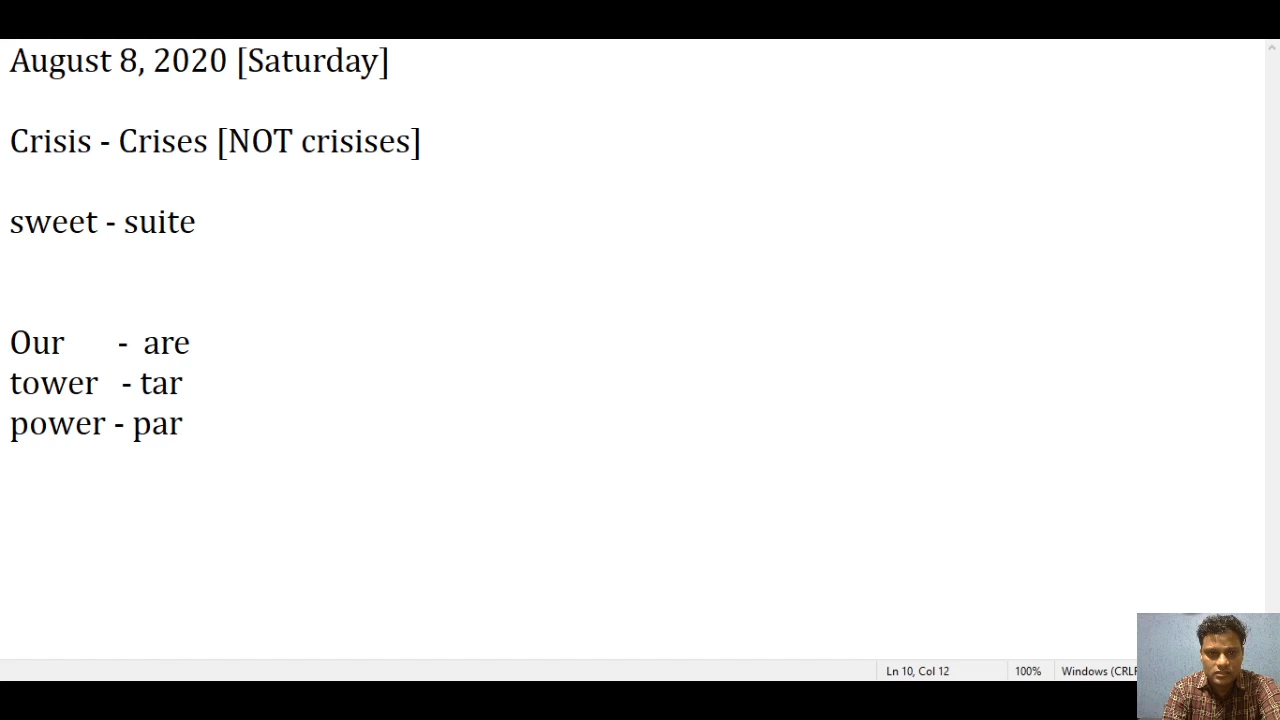 August 8, 2020 [Saturday]
Crisis - Crises [NOT crisises]
sweet - suite
Our - are
tower - tar
power - par
Ln 10, Col 12 100% Windows (CRLF